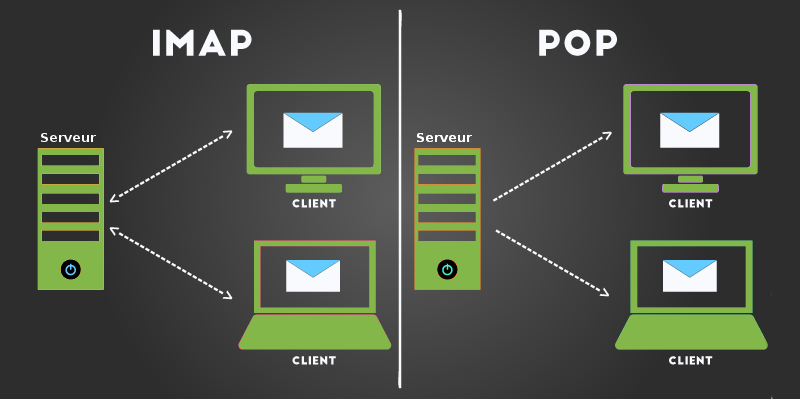 IMAP
Serveur
CLIENT
CLIENT
POP
Serveur
CLIENT
CLIENT